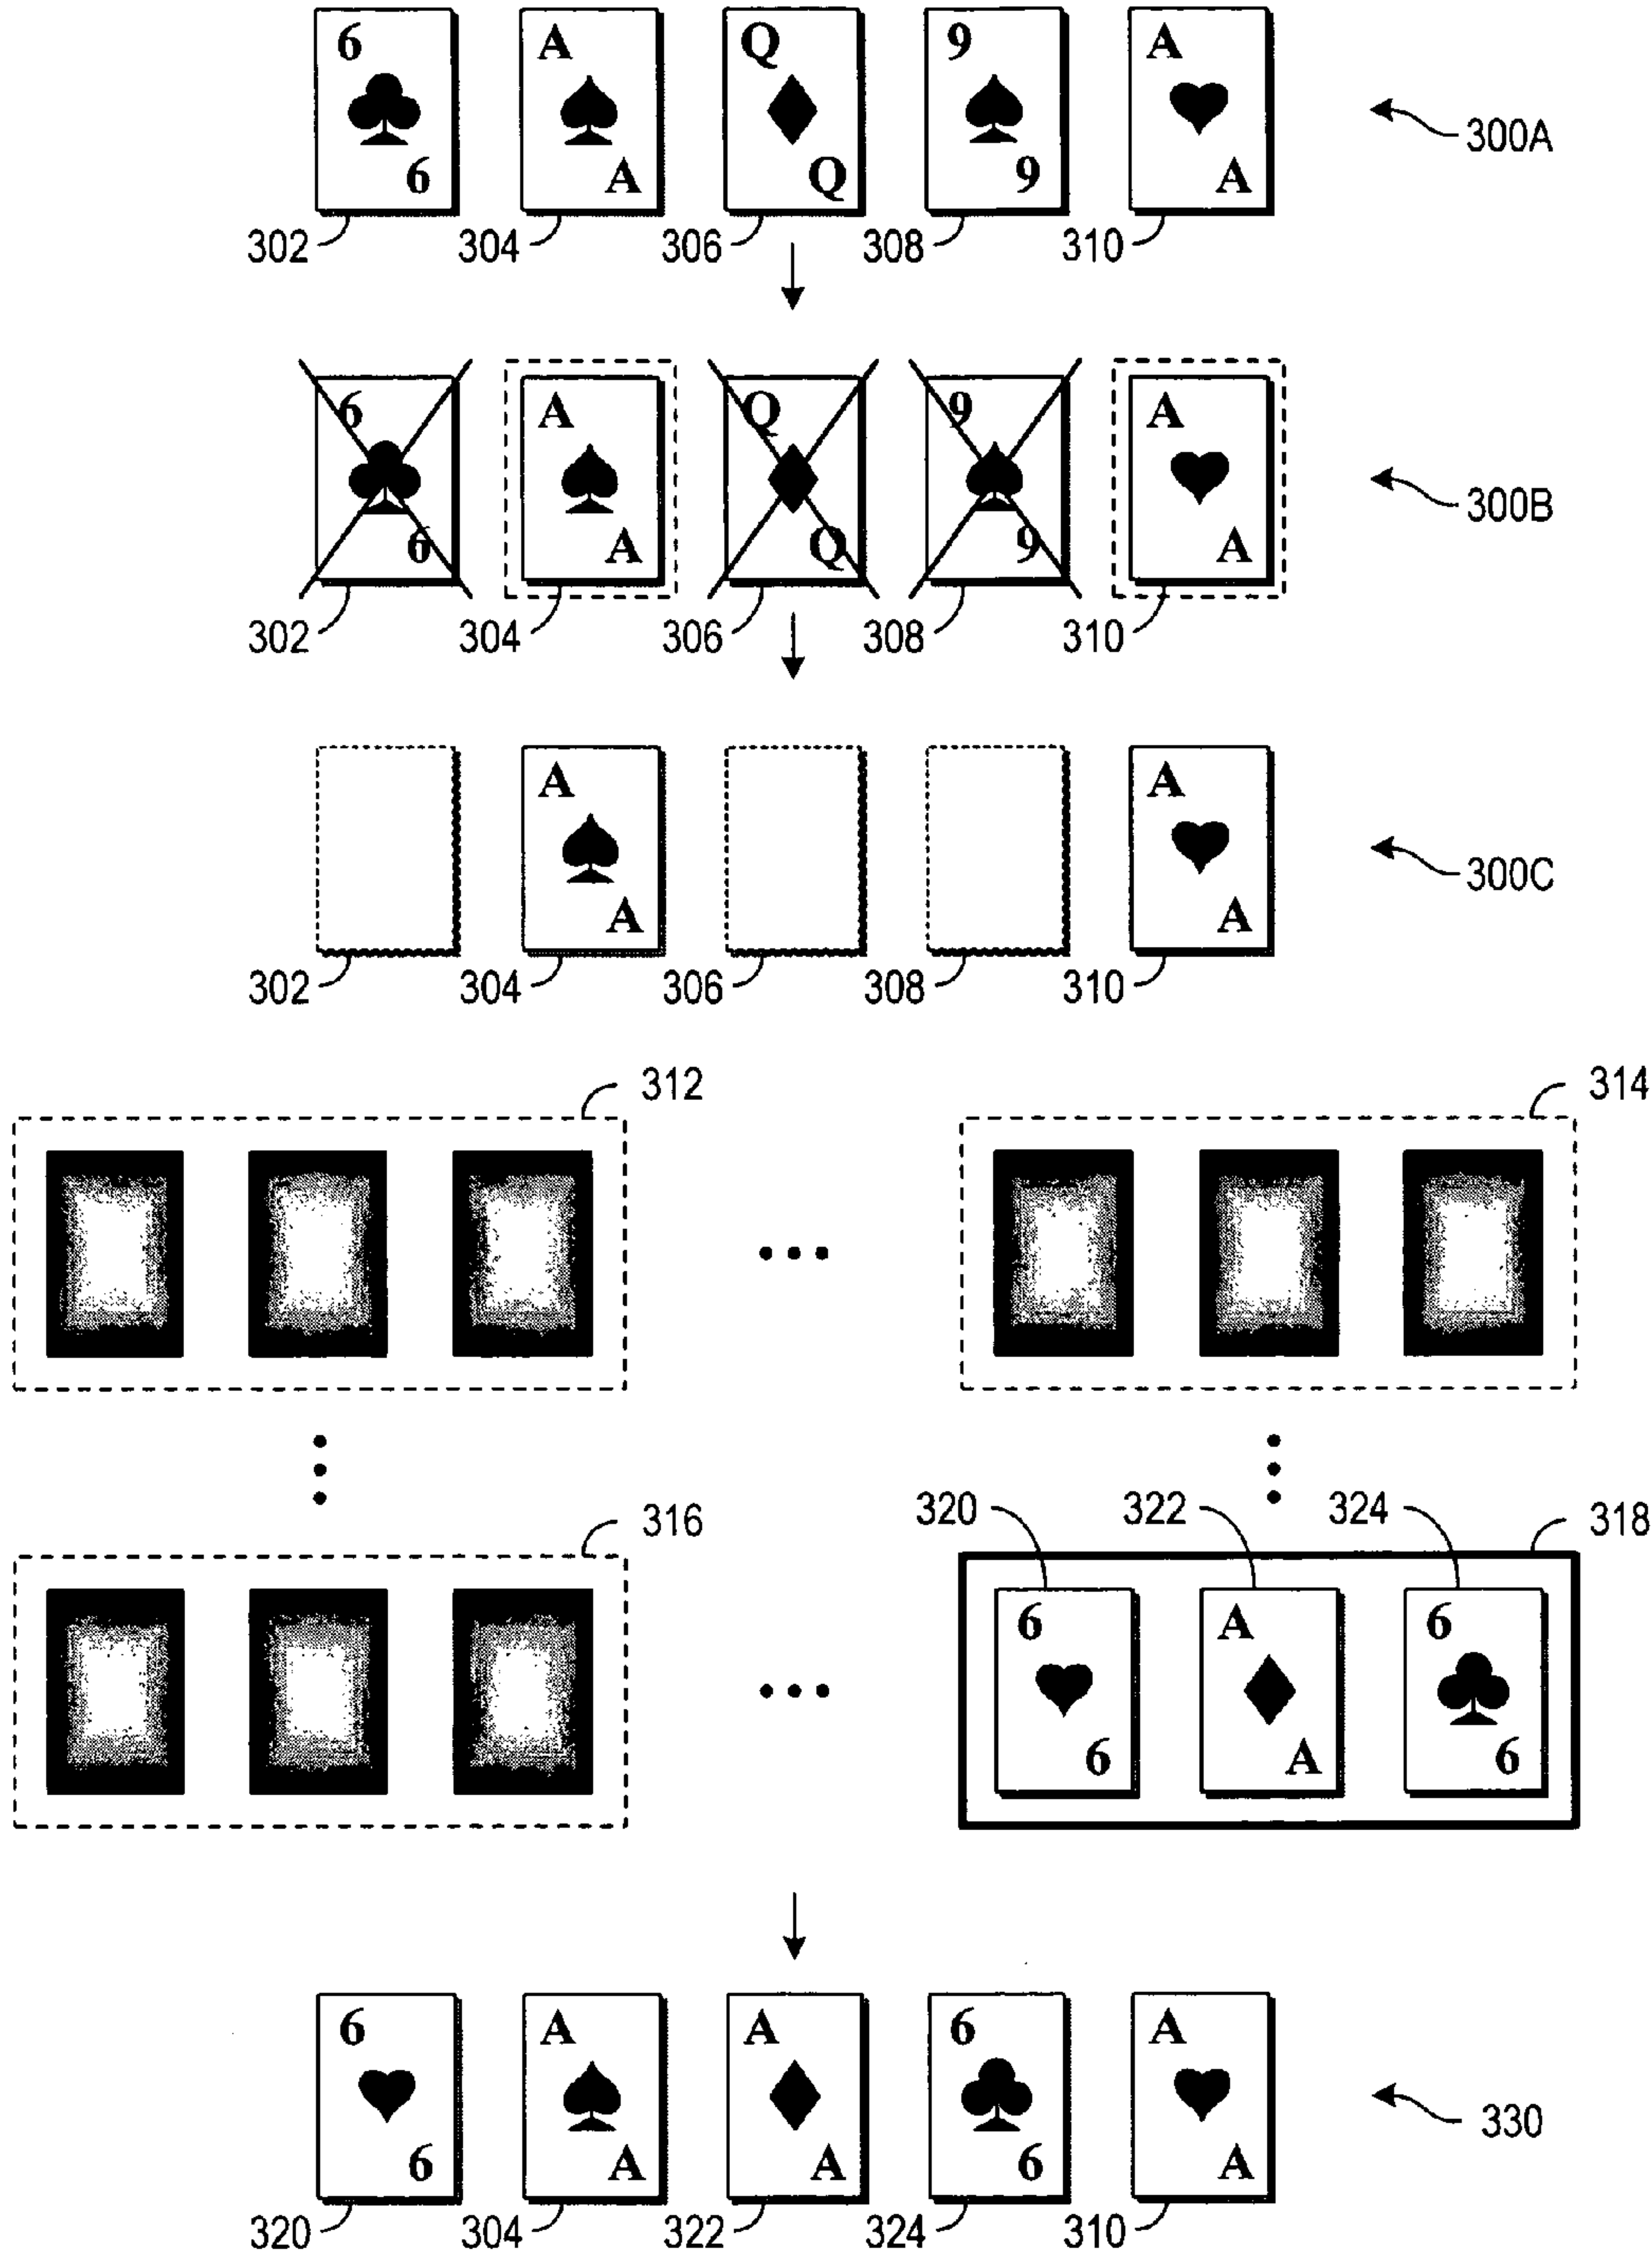 6 A Q 9 A
300A
6 A Q 9 A
302 304 306 308 310
6 A Q 9 A
300B
6 A Q 9 A
302 304 306 308 310
A A
300C
A A
302 304 306 308 310
312 314
320 322 324 318
316
6 A 6
6 A 6
6 A A 6 A
330
6 A A 6 A
320 304 322 324 310